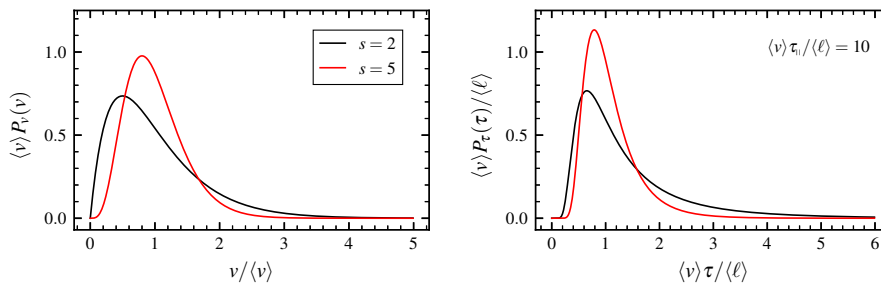 ⟨v⟩P_v(v)
1.0
0.5
0.0
0 1 2 3 4 5
v/⟨v⟩
s = 2
s = 5
⟨v⟩P_τ(τ)/⟨ℓ⟩
1.0
0.5
0.0
0 1 2 3 4 5 6
⟨v⟩τ/⟨ℓ⟩
⟨v⟩τ_∥/⟨ℓ⟩ = 10